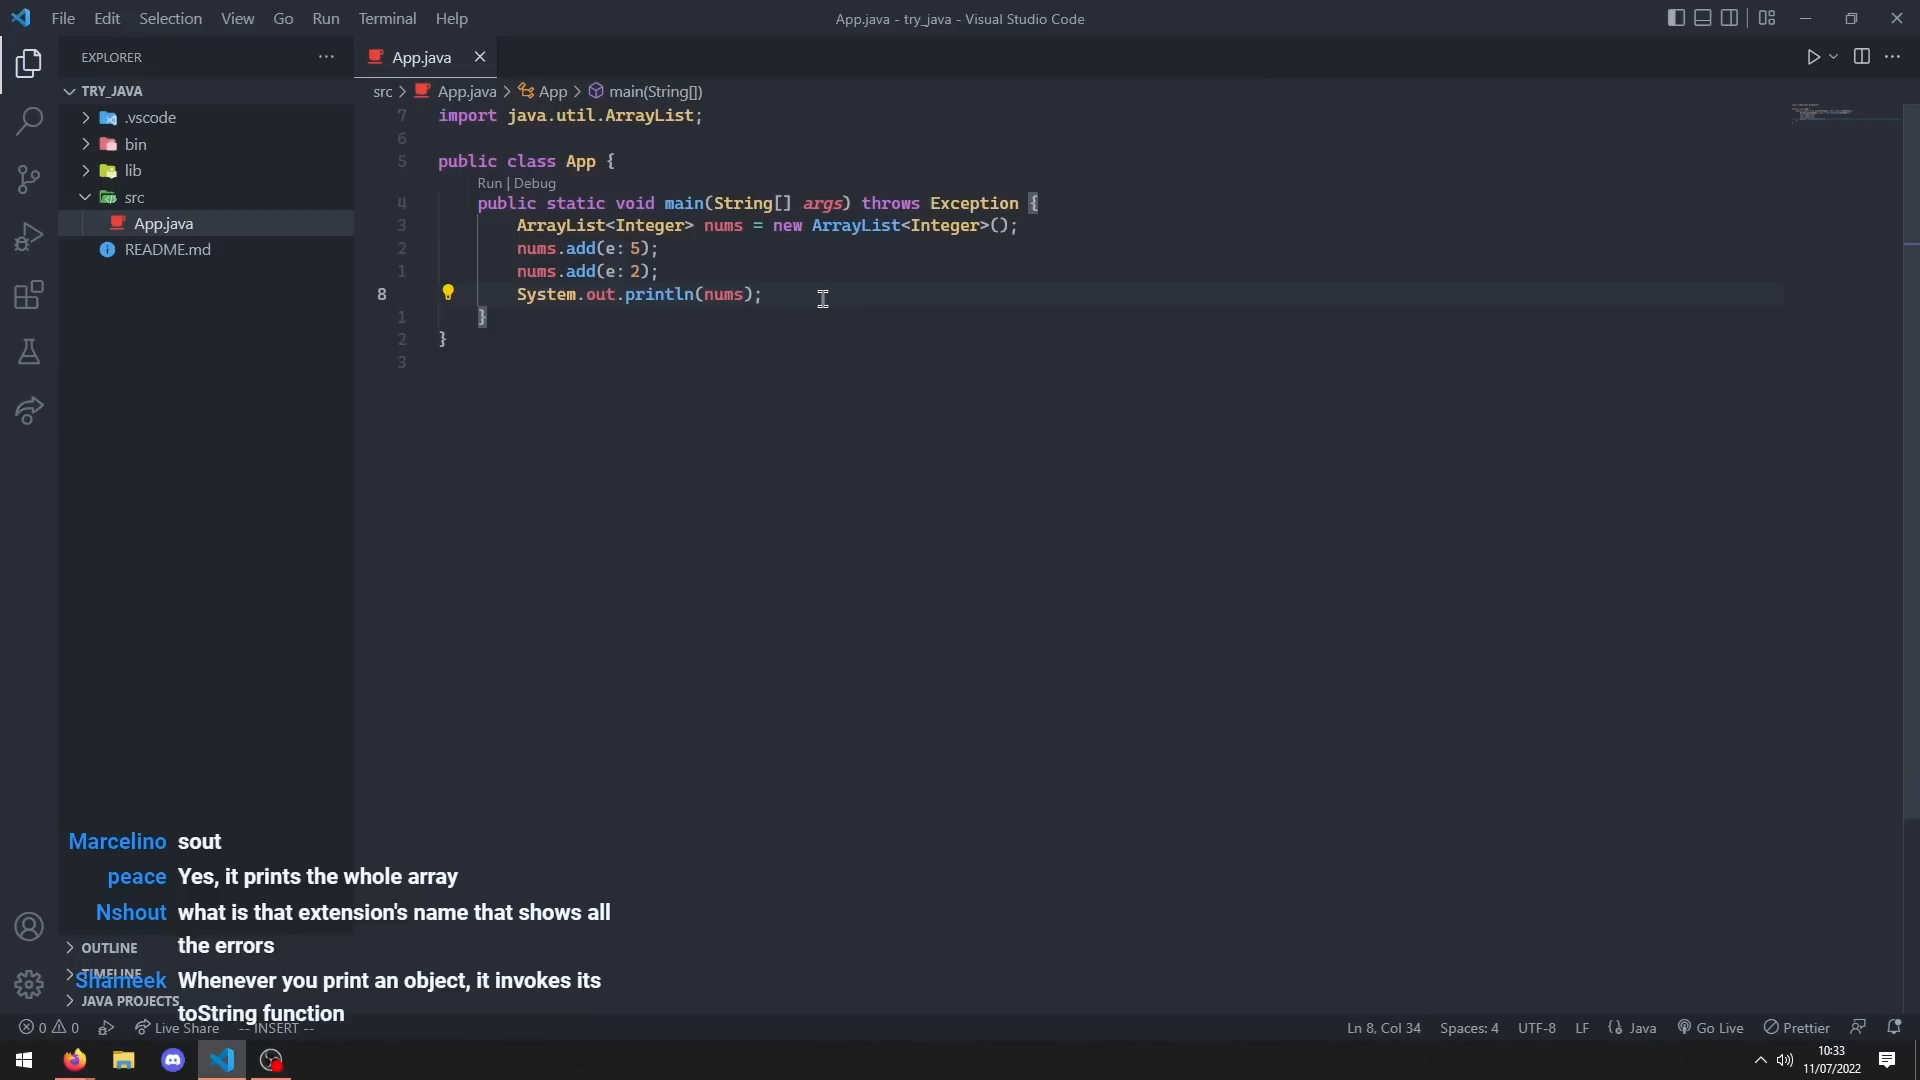 File Edit Selection View Go Run Terminal Help
App.java - try_java - Visual Studio Code
EXPLORER
App.java
TRY_JAVA
.vscode
bin
lib
src
App.java
README.md
src > App.java > App > main(String[])
7 import java.util.ArrayList;
6
5 public class App {
Run | Debug
4 public static void main(String[] args) throws Exception {
3 ArrayList<Integer> nums = new ArrayList<Integer>();
2 nums.add(e: 5);
1 nums.add(e: 2);
8 System.out.println(nums);
1 }
2 }
3
Marcelino sout
peace Yes, it prints the whole array
Nshout what is that extension's name that shows all
the errors
Shameek Whenever you print an object, it invokes its
toString function
OUTLINE
TIMELINE
JAVA PROJECTS
0 0 Live Share -- INSERT --
Ln 8, Col 34 Spaces: 4 UTF-8 LF Java Go Live Prettier
10:33
11/07/2022